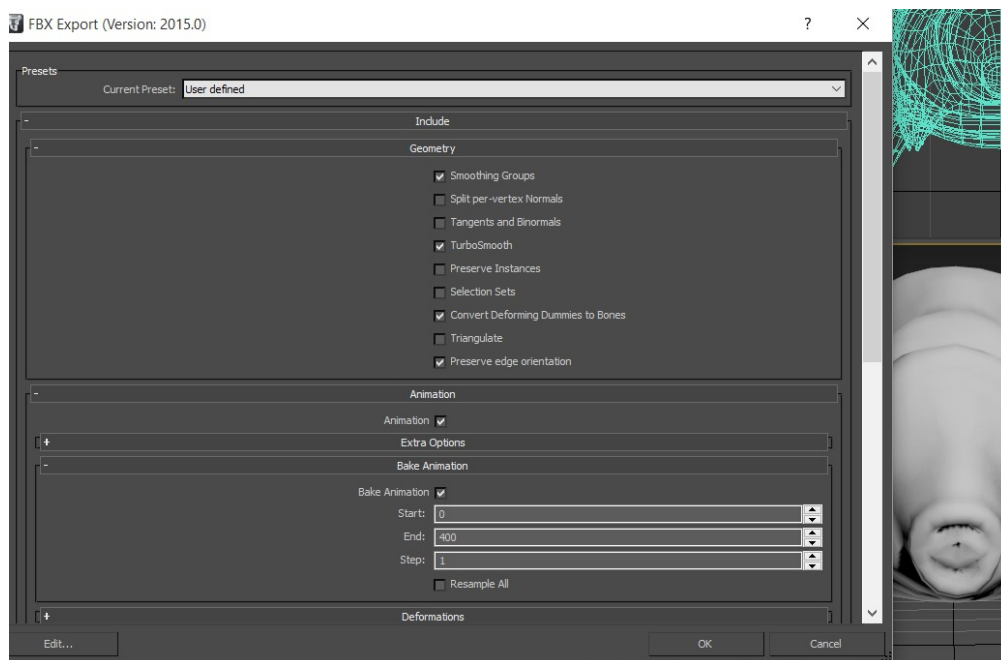 FBX Export (Version: 2015.0)
? ×
Presets
Current Preset: User defined
- Include
- Geometry
Smoothing Groups
Split per-vertex Normals
Tangents and Binormals
TurboSmooth
Preserve Instances
Selection Sets
Convert Deforming Dummies to Bones
Triangulate
Preserve edge orientation
- Animation
Animation
+ Extra Options
- Bake Animation
Bake Animation
Start: 0
End: 400
Step: 1
Resample All
+ Deformations
Edit... OK Cancel